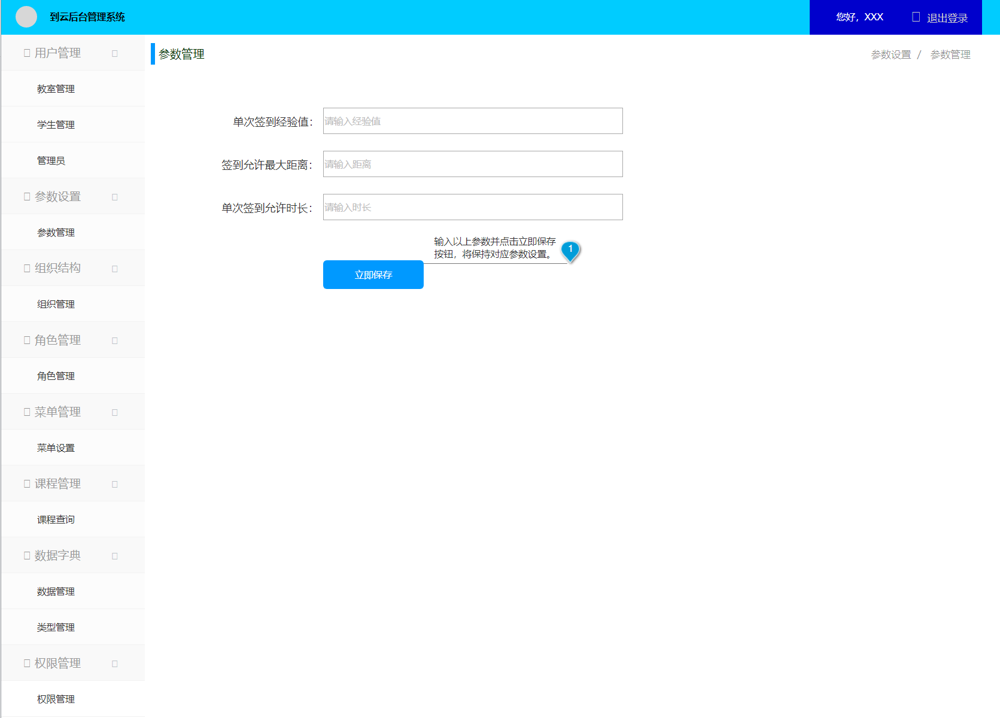 到云后台管理系统
您好，XXX
退出登录
用户管理
教室管理
学生管理
管理员
参数设置
参数管理
组织结构
组织管理
角色管理
角色管理
菜单管理
菜单设置
课程管理
课程查询
数据字典
数据管理
类型管理
权限管理
权限管理
参数管理
参数设置 / 参数管理
单次签到经验值：
请输入经验值
签到允许最大距离：
请输入距离
单次签到允许时长：
请输入时长
输入以上参数并点击立即保存
按钮，将保持对应参数设置。
1
立即保存